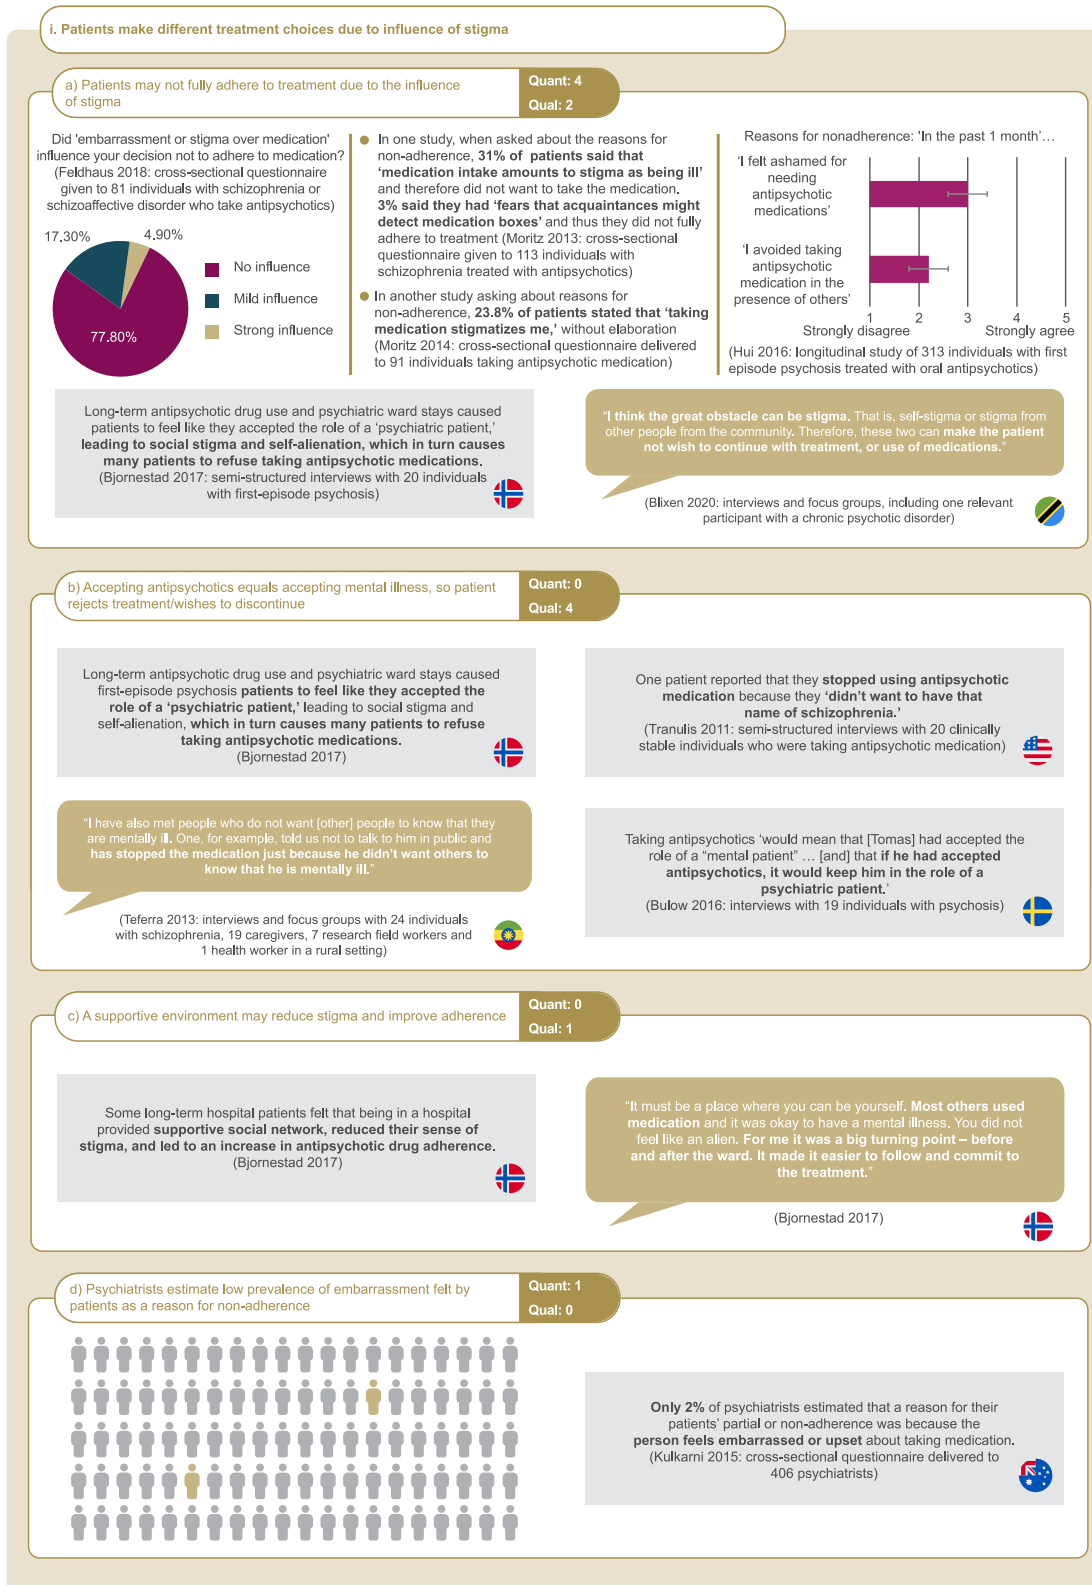 i. Patients make different treatment choices due to influence of stigma
a) Patients may not fully adhere to treatment due to the influence
of stigma
Quant: 4
Qual: 2
Did 'embarrassment or stigma over medication'
influence your decision not to adhere to medication?
(Feldhaus 2018: cross-sectional questionnaire
given to 81 individuals with schizophrenia or
schizoaffective disorder who take antipsychotics)
17.30%
4.90%
77.80%
No influence
Mild influence
Strong influence
In one study, when asked about the reasons for
non-adherence, 31% of patients said that
'medication intake amounts to stigma as being ill'
and therefore did not want to take the medication.
3% said they had 'fears that acquaintances might
detect medication boxes' and thus they did not fully
adhere to treatment (Moritz 2013: cross-sectional
questionnaire given to 113 individuals with
schizophrenia treated with antipsychotics)
In another study asking about reasons for
non-adherence, 23.8% of patients stated that 'taking
medication stigmatizes me,' without elaboration
(Moritz 2014: cross-sectional questionnaire delivered
to 91 individuals taking antipsychotic medication)
Reasons for nonadherence: 'In the past 1 month'…
'I felt ashamed for
needing
antipsychotic
medications'
'I avoided taking
antipsychotic
medication in the
presence of others'
1 2 3 4 5
Strongly disagree Strongly agree
(Hui 2016: longitudinal study of 313 individuals with first
episode psychosis treated with oral antipsychotics)
Long-term antipsychotic drug use and psychiatric ward stays caused
patients to feel like they accepted the role of a 'psychiatric patient,'
leading to social stigma and self-alienation, which in turn causes
many patients to refuse taking antipsychotic medications.
(Bjornestad 2017: semi-structured interviews with 20 individuals
with first-episode psychosis)
"I think the great obstacle can be stigma. That is, self-stigma or stigma from
other people from the community. Therefore, these two can make the patient
not wish to continue with treatment, or use of medications."
(Blixen 2020: interviews and focus groups, including one relevant
participant with a chronic psychotic disorder)
b) Accepting antipsychotics equals accepting mental illness, so patient
rejects treatment/wishes to discontinue
Quant: 0
Qual: 4
Long-term antipsychotic drug use and psychiatric ward stays caused
first-episode psychosis patients to feel like they accepted the
role of a 'psychiatric patient,' leading to social stigma and
self-alienation, which in turn causes many patients to refuse
taking antipsychotic medications.
(Bjornestad 2017)
One patient reported that they stopped using antipsychotic
medication because they 'didn't want to have that
name of schizophrenia.'
(Tranulis 2011: semi-structured interviews with 20 clinically
stable individuals who were taking antipsychotic medication)
"I have also met people who do not want [other] people to know that they
are mentally ill. One, for example, told us not to talk to him in public and
has stopped the medication just because he didn't want others to
know that he is mentally ill."
(Teferra 2013: interviews and focus groups with 24 individuals
with schizophrenia, 19 caregivers, 7 research field workers and
1 health worker in a rural setting)
Taking antipsychotics 'would mean that [Tomas] had accepted the
role of a "mental patient" … [and] that if he had accepted
antipsychotics, it would keep him in the role of a
psychiatric patient.'
(Bulow 2016: interviews with 19 individuals with psychosis)
c) A supportive environment may reduce stigma and improve adherence
Quant: 0
Qual: 1
Some long-term hospital patients felt that being in a hospital
provided supportive social network, reduced their sense of
stigma, and led to an increase in antipsychotic drug adherence.
(Bjornestad 2017)
"It must be a place where you can be yourself. Most others used
medication and it was okay to have a mental illness. You did not
feel like an alien. For me it was a big turning point – before
and after the ward. It made it easier to follow and commit to
the treatment."
(Bjornestad 2017)
d) Psychiatrists estimate low prevalence of embarrassment felt by
patients as a reason for non-adherence
Quant: 1
Qual: 0
Only 2% of psychiatrists estimated that a reason for their
patients' partial or non-adherence was because the
person feels embarrassed or upset about taking medication.
(Kulkarni 2015: cross-sectional questionnaire delivered to
406 psychiatrists)